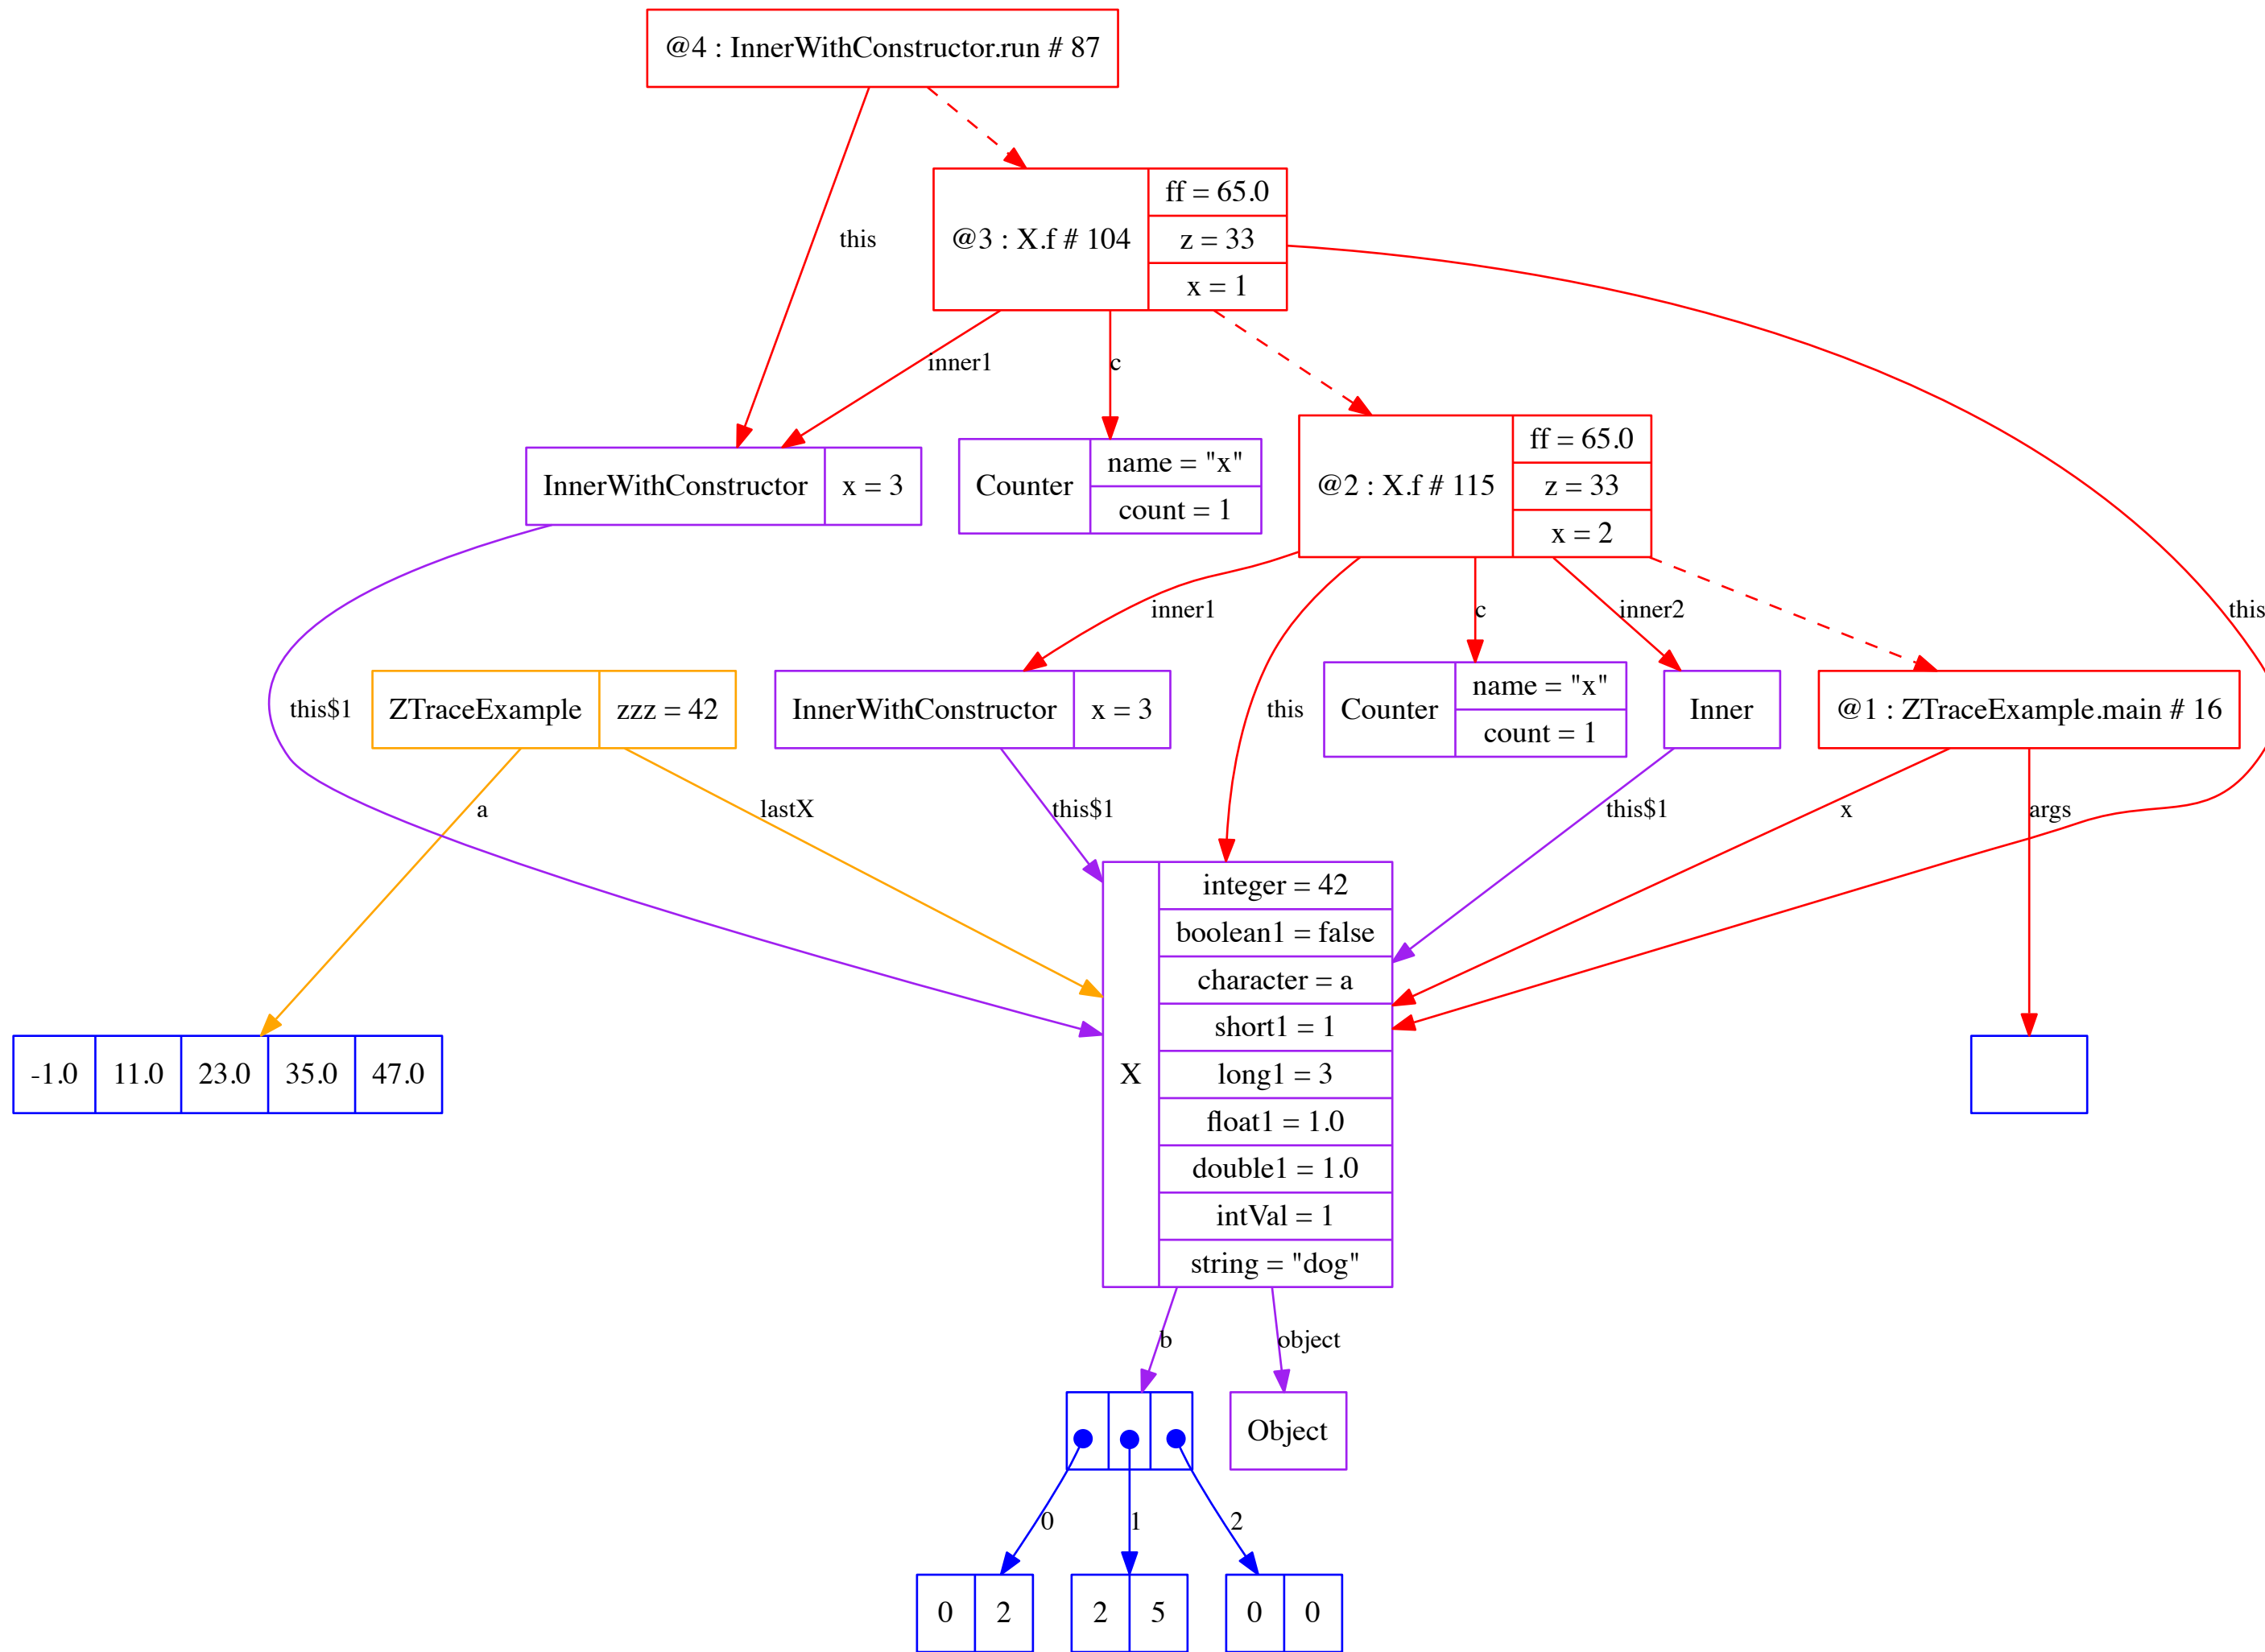 @4 : InnerWithConstructor.run # 87
this
@3 : X.f # 104
ff = 65.0
z = 33
x = 1
inner1
c
InnerWithConstructor
x = 3
Counter
name = "x"
count = 1
@2 : X.f # 115
ff = 65.0
z = 33
x = 2
inner1
c
inner2
this
this$1
ZTraceExample
zzz = 42
InnerWithConstructor
x = 3
this
Counter
name = "x"
count = 1
Inner
@1 : ZTraceExample.main # 16
a
lastX
this$1
this$1
x
args
X
integer = 42
boolean1 = false
character = a
short1 = 1
long1 = 3
float1 = 1.0
double1 = 1.0
intVal = 1
string = "dog"
-1.0
11.0
23.0
35.0
47.0
b
object
Object
0
1
2
0
2
2
5
0
0